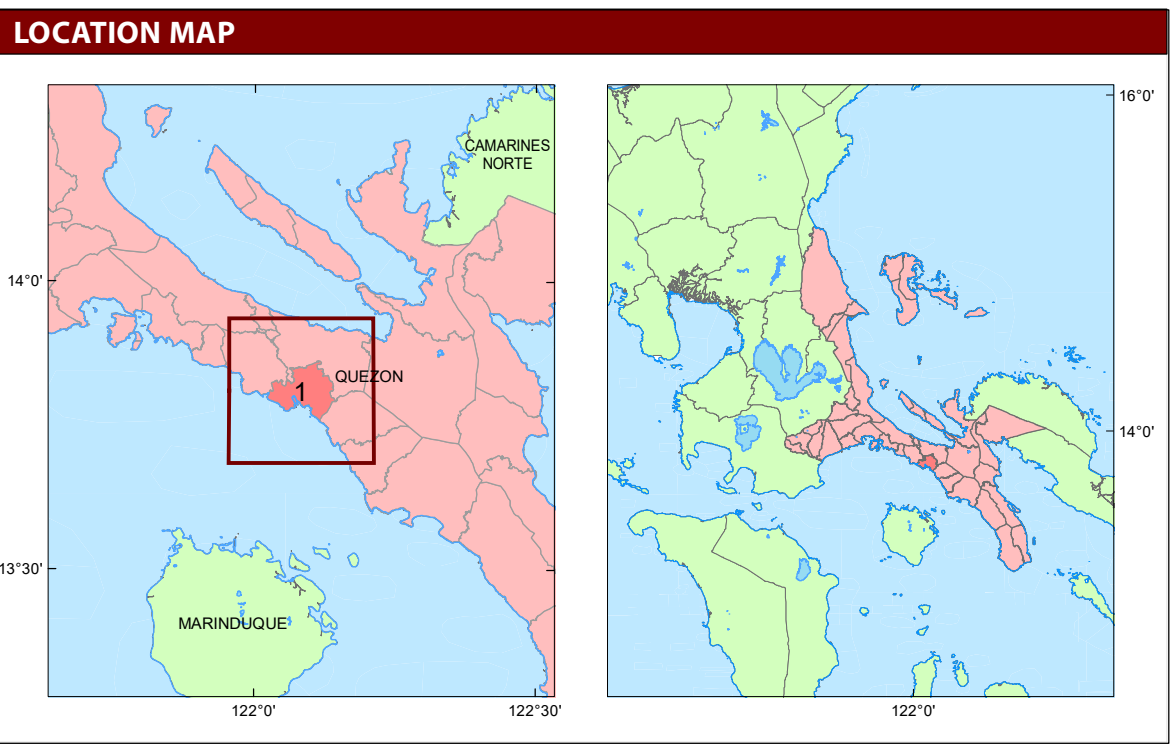 LOCATION MAP
CAMARINES
NORTE
14°0'
QUEZON
1
13°30'
MARINDUQUE
122°0'
122°30'
16°0'
14°0'
122°0'